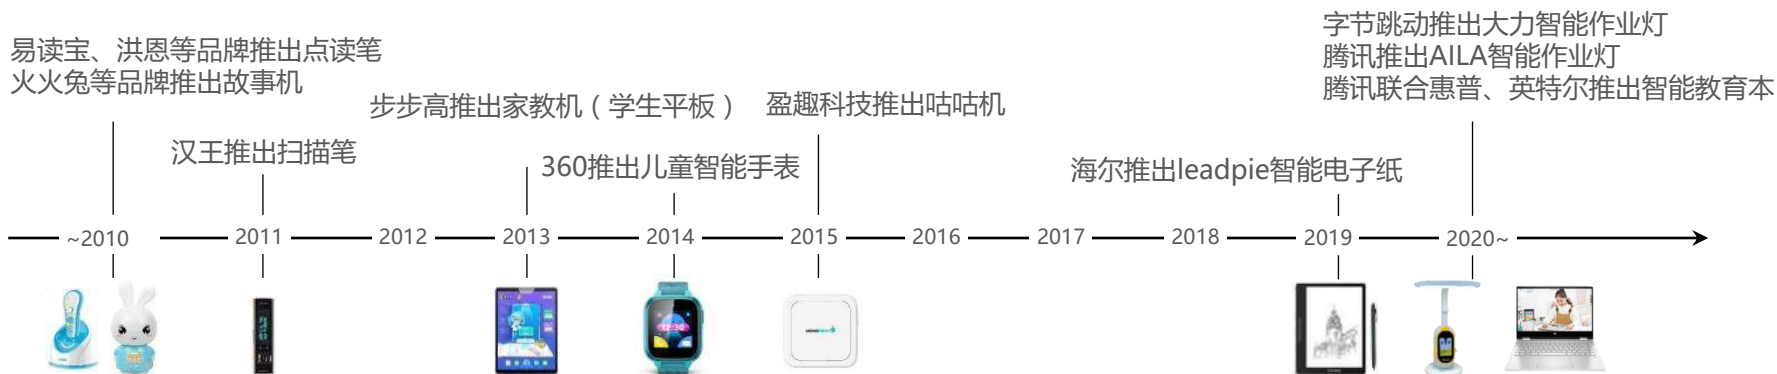 易读宝、洪恩等品牌推出点读笔
火火兔等品牌推出故事机
汉王推出扫描笔
步步高推出家教机（学生平板）
360推出儿童智能手表
盈趣科技推出咕咕机
海尔推出leadpie智能电子纸
字节跳动推出大力智能作业灯
腾讯推出AILA智能作业灯
腾讯联合惠普、英特尔推出智能教育本
~2010
2011
2012
2013
2014
2015
2016
2017
2018
2019
2020~
12:30